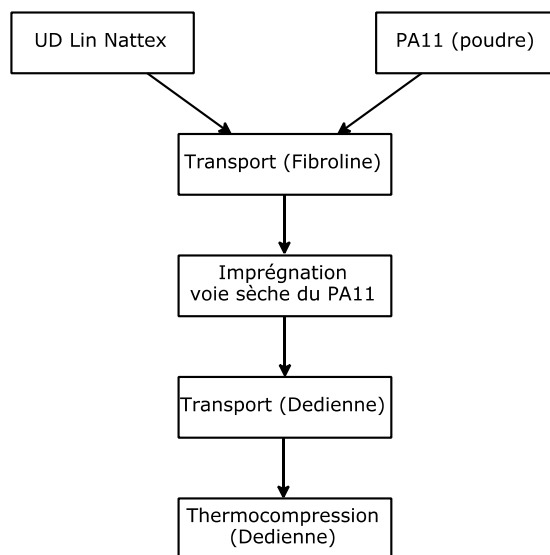 UD Lin Nattex
PA11 (poudre)
Transport (Fibroline)
Imprégnation
voie sèche du PA11
Transport (Dedienne)
Thermocompression
(Dedienne)